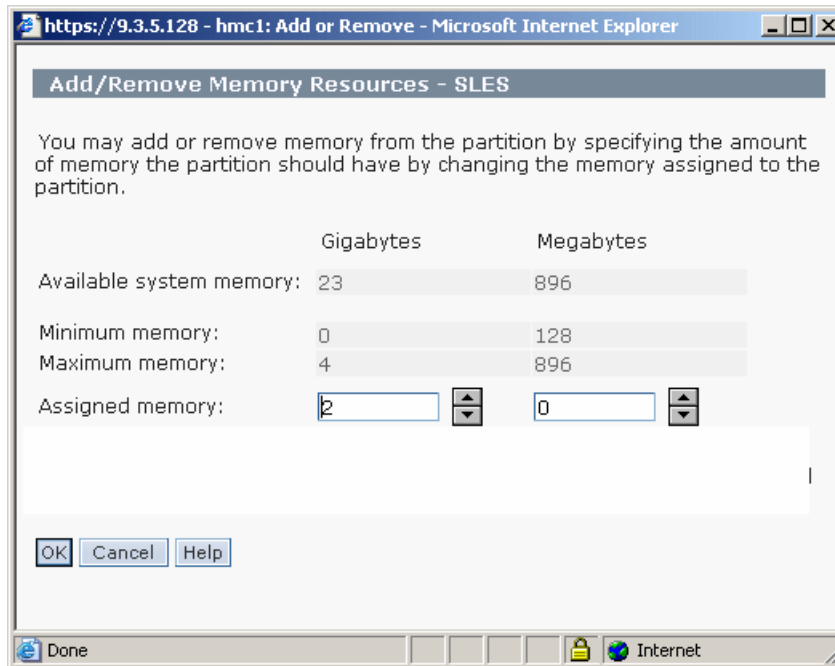 https://9.3.5.128 - hmc1: Add or Remove - Microsoft Internet Explorer
Add/Remove Memory Resources - SLES
You may add or remove memory from the partition by specifying the amount
of memory the partition should have by changing the memory assigned to the
partition.
Gigabytes Megabytes
Available system memory: 23 896
Minimum memory: 0 128
Maximum memory: 4 896
Assigned memory: 2 0
OK Cancel Help
Done Internet